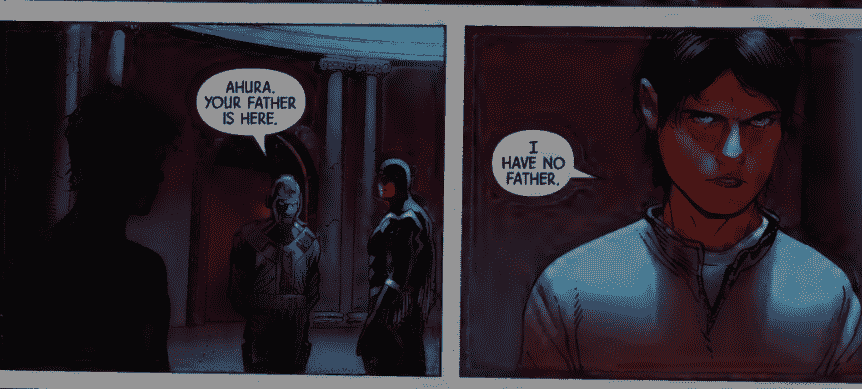 AHURA.
YOUR FATHER
IS HERE.
I
HAVE NO
FATHER.